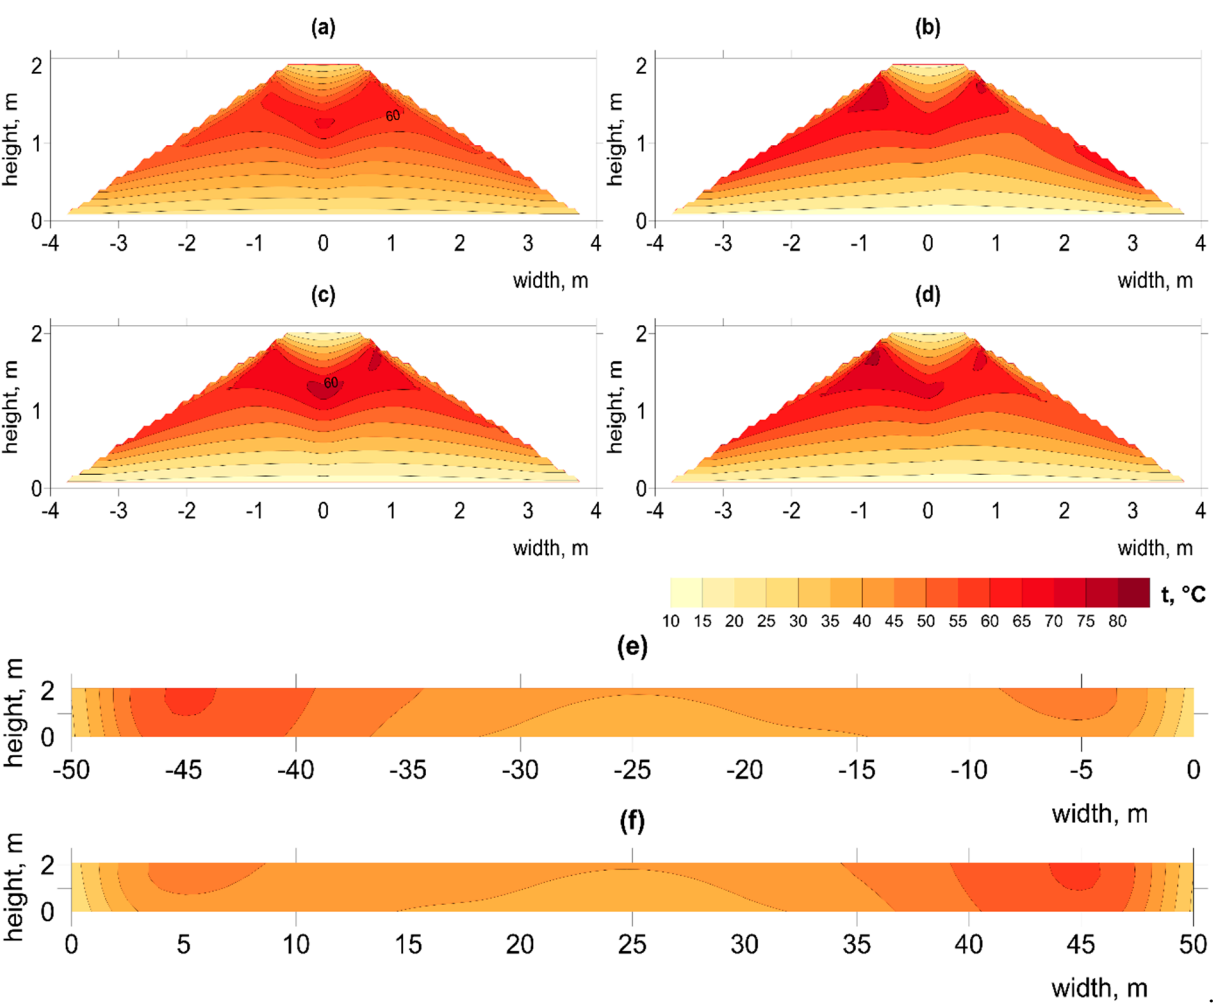 (a) (b)
height, m
2
60
1
0
-4 -3 -2 -1 0 1 2 3 4
width, m
height, m
2
1
0
-4 -3 -2 -1 0 1 2 3 4
width, m
(c) (d)
height, m
2
60
1
0
-4 -3 -2 -1 0 1 2 3 4
width, m
height, m
2
1
0
-4 -3 -2 -1 0 1 2 3 4
width, m
t, °C
10 15 20 25 30 35 40 45 50 55 60 65 70 75 80
(e)
height, m
2
0
-50 -45 -40 -35 -30 -25 -20 -15 -10 -5 0
width, m
(f)
height, m
2
0
0 5 10 15 20 25 30 35 40 45 50
width, m
.